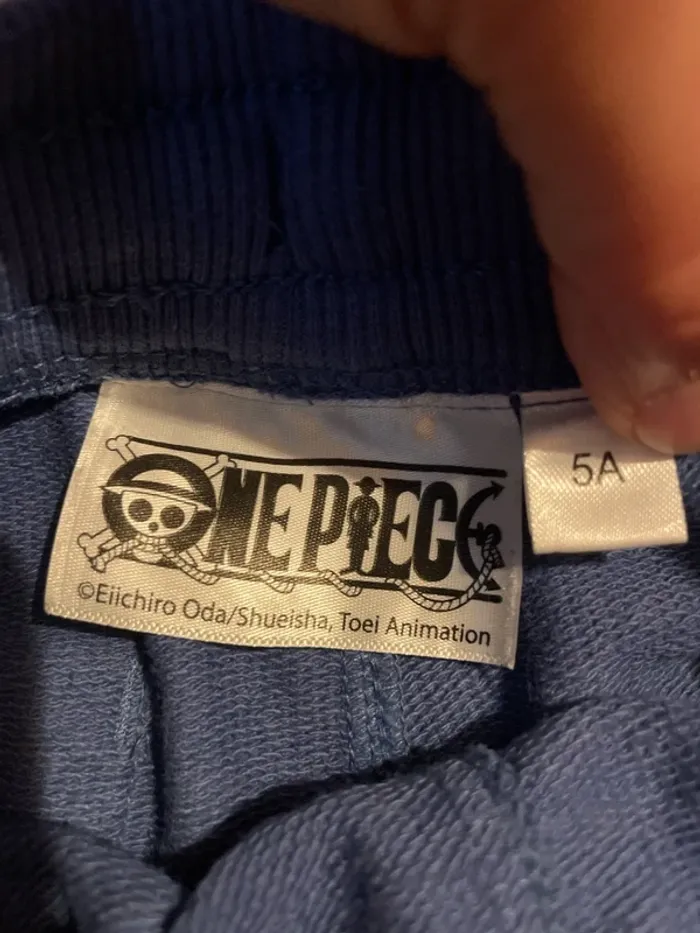 ONE PIECE
©Eiichiro Oda/Shueisha, Toei Animation
5A